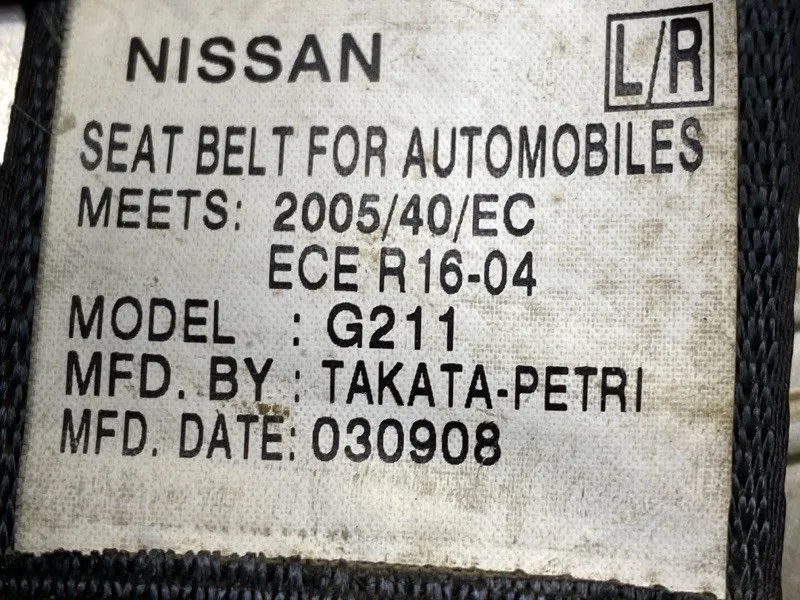 NISSAN L/R
SEAT BELT FOR AUTOMOBILES
MEETS: 2005/40/EC
ECE R16-04
MODEL : G211
MFD. BY : TAKATA-PETRI
MFD. DATE: 030908